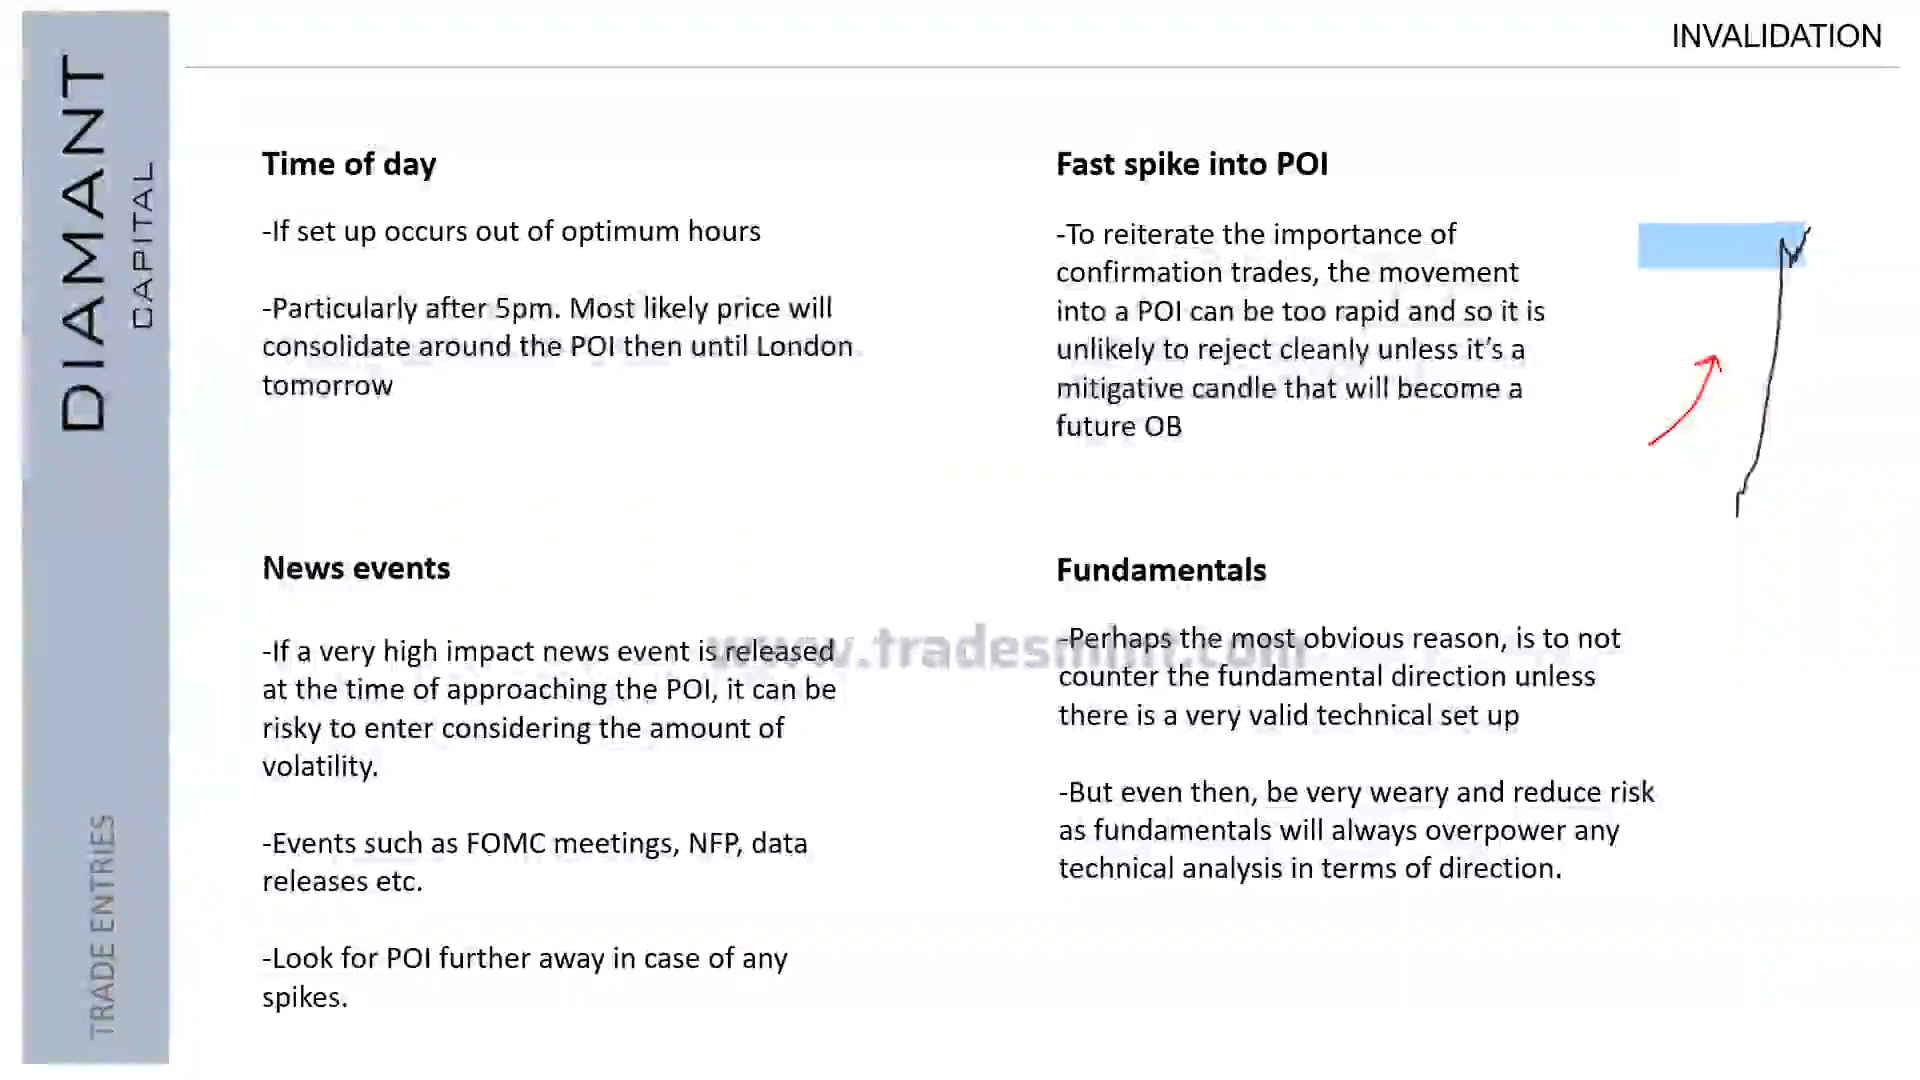 INVALIDATION
DIAMANT
CAPITAL
TRADE ENTRIES
Time of day
-If set up occurs out of optimum hours
-Particularly after 5pm. Most likely price will
consolidate around the POI then until London
tomorrow
Fast spike into POI
-To reiterate the importance of
confirmation trades, the movement
into a POI can be too rapid and so it is
unlikely to reject cleanly unless it's a
mitigative candle that will become a
future OB
News events
-If a very high impact news event is released
at the time of approaching the POI, it can be
risky to enter considering the amount of
volatility.
-Events such as FOMC meetings, NFP, data
releases etc.
-Look for POI further away in case of any
spikes.
Fundamentals
-Perhaps the most obvious reason, is to not
counter the fundamental direction unless
there is a very valid technical set up
-But even then, be very weary and reduce risk
as fundamentals will always overpower any
technical analysis in terms of direction.
www.tradesmint.com